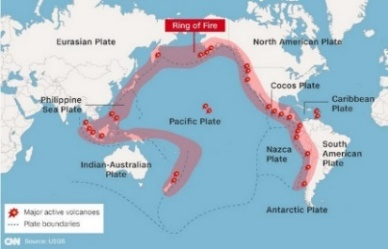 Ring of Fire
Eurasian Plate
North American Plate
Cocos Plate
Philippine
Sea Plate
Caribbean
Plate
Pacific Plate
Indian-Australian
Plate
Nazca
Plate
South
American
Plate
Antarctic Plate
Major active volcanoes
Plate boundaries
CNN Source: USGS